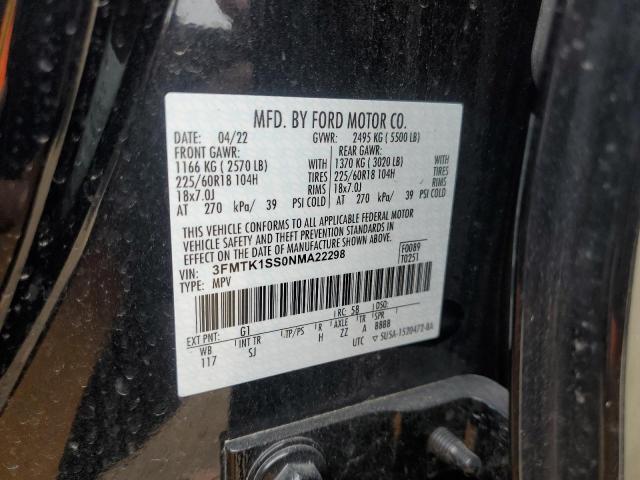 MFD. BY FORD MOTOR CO.
DATE: 04/22 GVWR: 2495 KG ( 5500 LB)
FRONT GAWR: REAR GAWR:
1166 KG ( 2570 LB) WITH 1370 KG ( 3020 LB) WITH
225/60R18 104H TIRES 225/60R18 104H TIRES
18x7.0J RIMS 18x7.0J RIMS
AT 270 kPa/ 39 PSI COLD AT 270 kPa/ 39 PSI COLD
THIS VEHICLE CONFORMS TO ALL APPLICABLE FEDERAL MOTOR
VEHICLE SAFETY AND THEFT PREVENTION STANDARDS IN
EFFECT ON THE DATE OF MANUFACTURE SHOWN ABOVE.
VIN: 3FMTK1SS0NMA22298 F0089
TYPE: MPV T0251
EXT PNT: G1 RC: 58 DSO:
WB INT TR TP/PS R AXLE TR SPR
117 SJ H ZZ A BBBB
UTC ▽ SU5A-1520472-BA